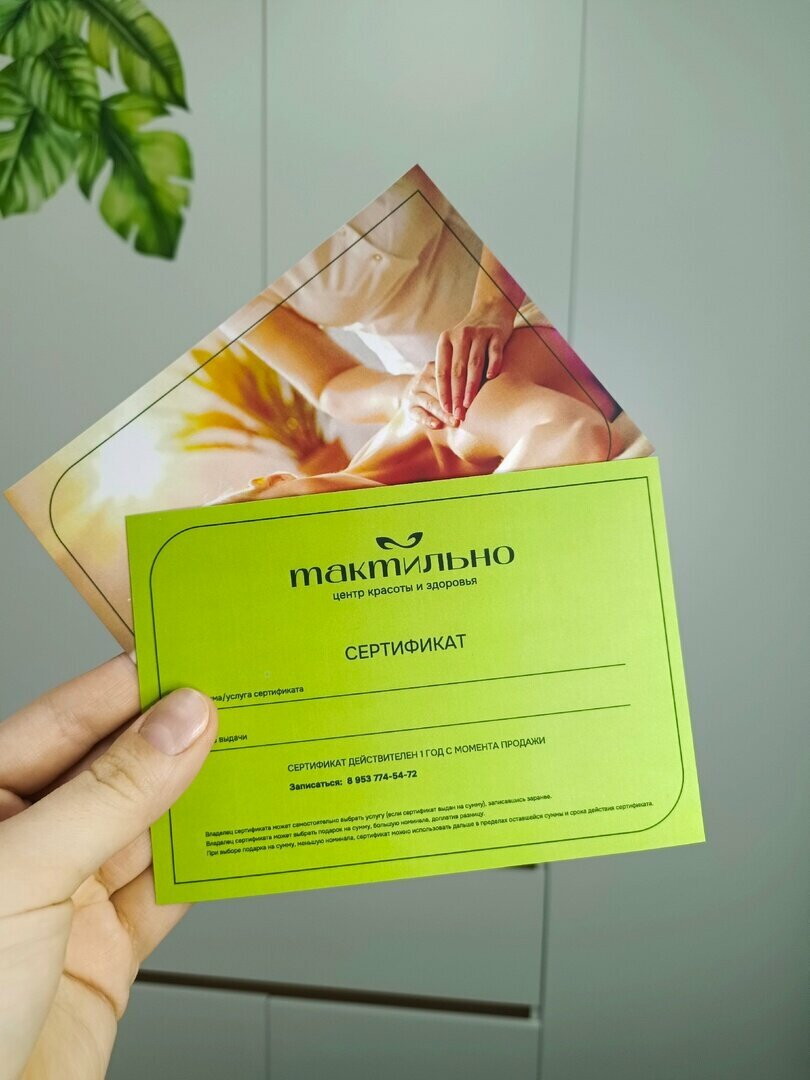 тактильно
центр красоты и здоровья
СЕРТИФИКАТ
ма/услуга сертификата
выдачи
СЕРТИФИКАТ ДЕЙСТВИТЕЛЕН 1 ГОД С МОМЕНТА ПРОДАЖИ
Записаться: 8 953 774-54-72
Владелец сертификата может самостоятельно выбрать услугу (если сертификат выдан на сумму), записавшись заранее.
Владелец сертификата может выбрать подарок на сумму, большую номинала, доплатив разницу.
При выборе подарка на сумму, меньшую номинала, сертификат можно использовать дальше в пределах оставшейся суммы и срока действия сертификата.